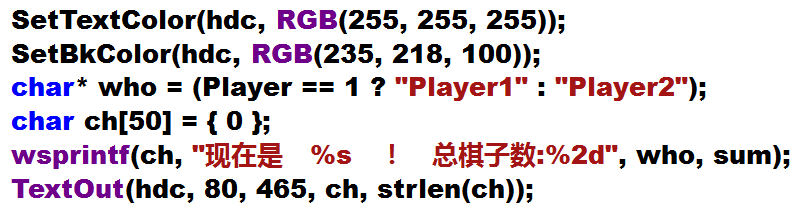 SetTextColor(hdc, RGB(255, 255, 255));
SetBkColor(hdc, RGB(235, 218, 100));
char* who = (Player == 1 ? "Player1" : "Player2");
char ch[50] = { 0 };
wsprintf(ch, "现在是　%s　！　总棋子数:%2d", who, sum);
TextOut(hdc, 80, 465, ch, strlen(ch));